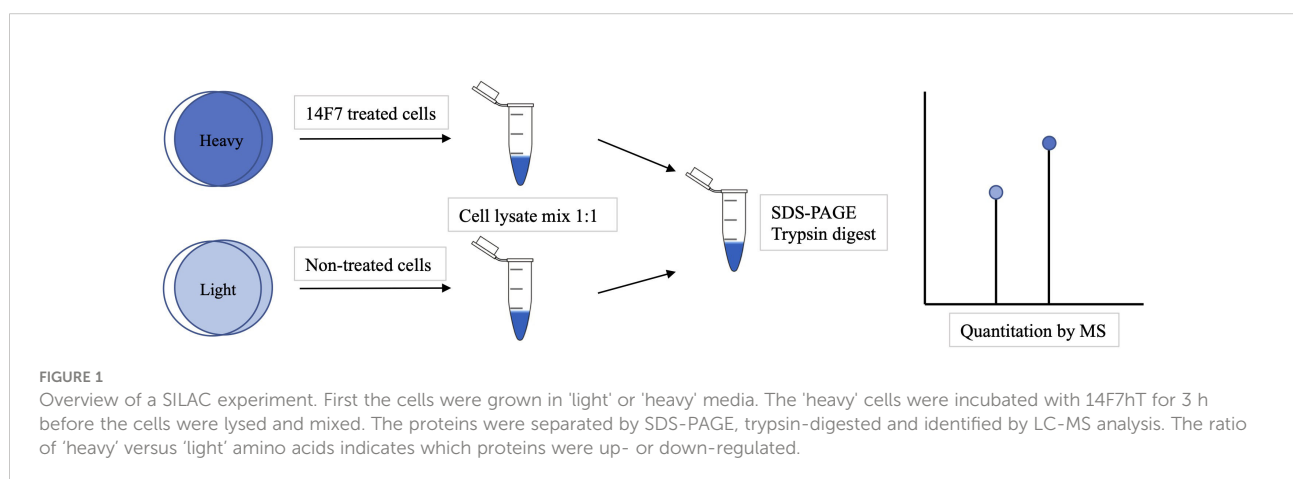 Heavy
14F7 treated cells
Cell lysate mix 1:1
Light
Non-treated cells
SDS-PAGE
Trypsin digest
Quantitation by MS
FIGURE 1
Overview of a SILAC experiment. First the cells were grown in 'light' or 'heavy' media. The 'heavy' cells were incubated with 14F7hT for 3 h
before the cells were lysed and mixed. The proteins were separated by SDS-PAGE, trypsin-digested and identified by LC-MS analysis. The ratio
of ‘heavy’ versus ‘light’ amino acids indicates which proteins were up- or down-regulated.